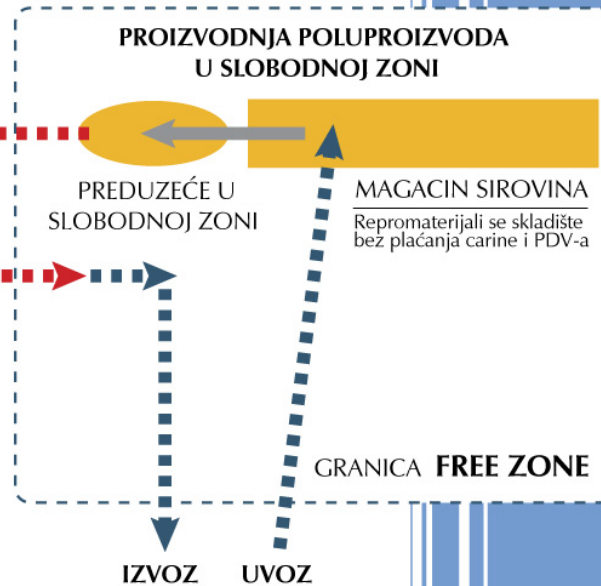 PROIZVODNJA POLUPROIZVODA
U SLOBODNOJ ZONI
PREDUZEĆE U
SLOBODNOJ ZONI
MAGACIN SIROVINA
Repromaterijali se skladište
bez plaćanja carine i PDV-a
GRANICA FREE ZONE
IZVOZ
UVOZ